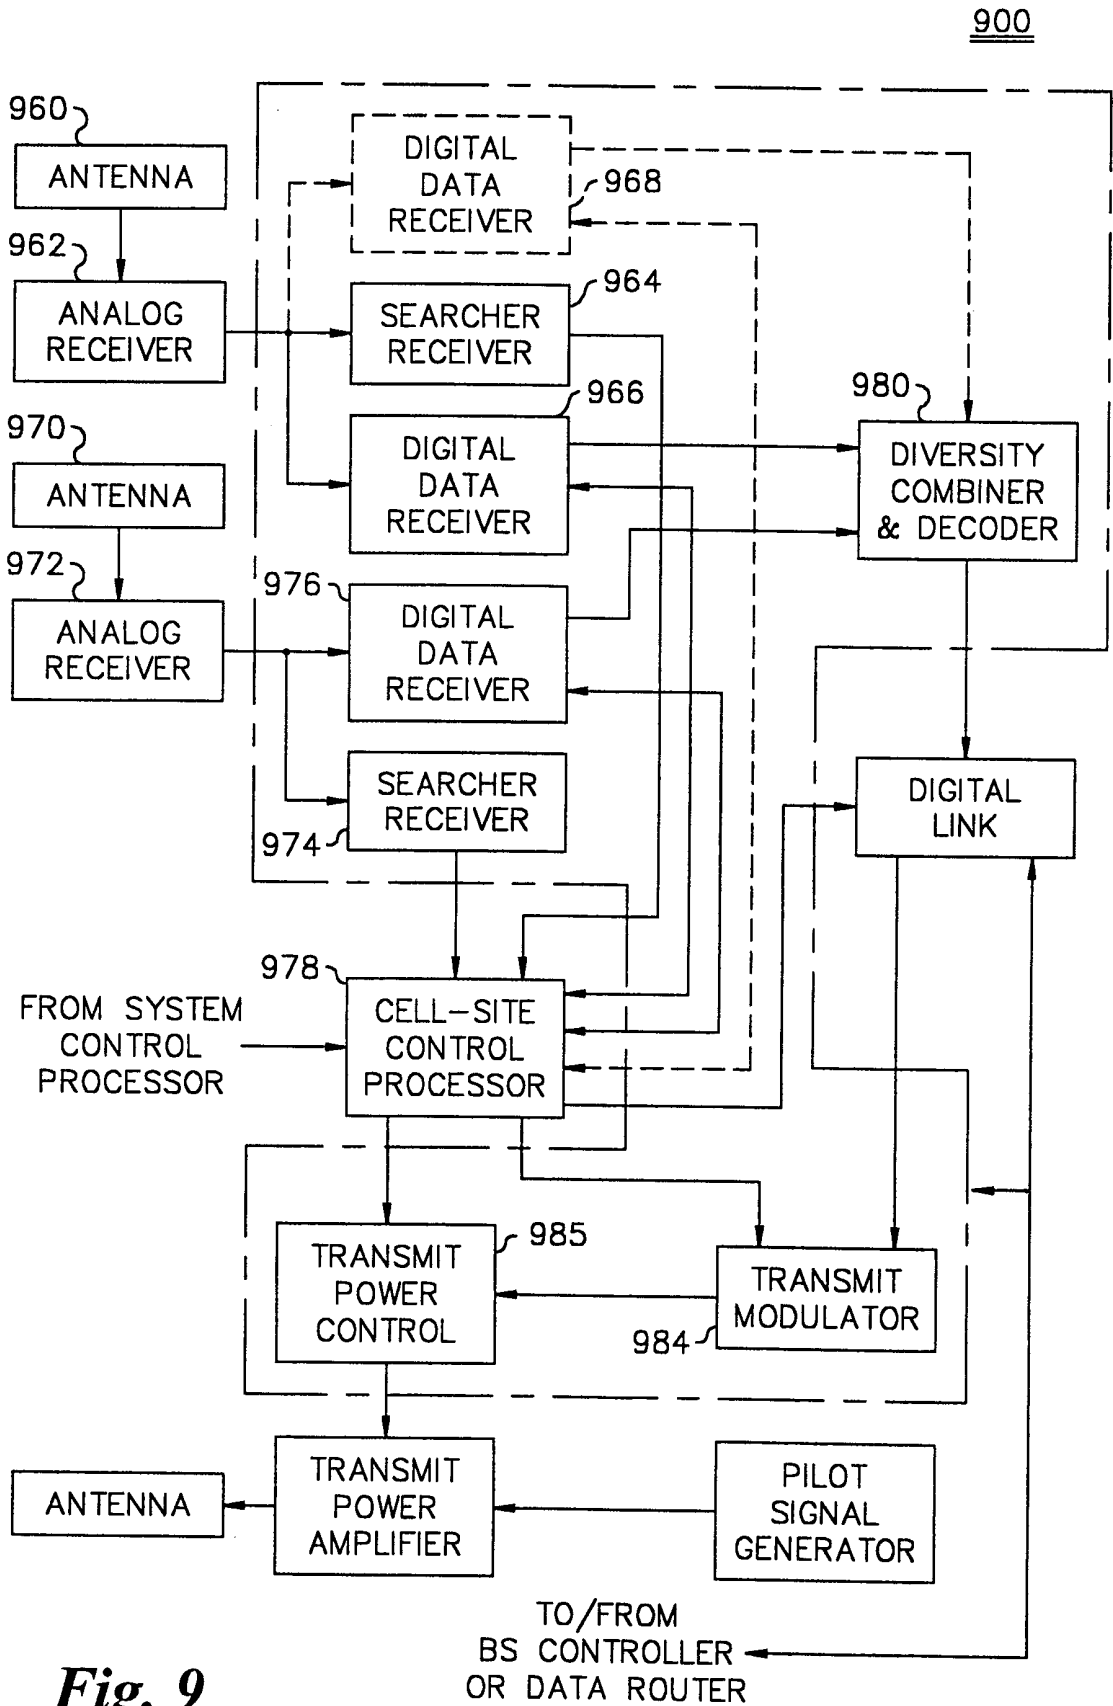 900
960
ANTENNA
DIGITAL
DATA
RECEIVER
968
962
ANALOG
RECEIVER
SEARCHER
RECEIVER
964
966
DIGITAL
DATA
RECEIVER
980
DIVERSITY
COMBINER
& DECODER
970
ANTENNA
972
ANALOG
RECEIVER
976
DIGITAL
DATA
RECEIVER
SEARCHER
RECEIVER
974
DIGITAL
LINK
978
CELL-SITE
CONTROL
PROCESSOR
FROM SYSTEM
CONTROL
PROCESSOR
TRANSMIT
POWER
CONTROL
985
TRANSMIT
MODULATOR
984
ANTENNA
TRANSMIT
POWER
AMPLIFIER
PILOT
SIGNAL
GENERATOR
TO/FROM
BS CONTROLLER
OR DATA ROUTER
Fig. 9